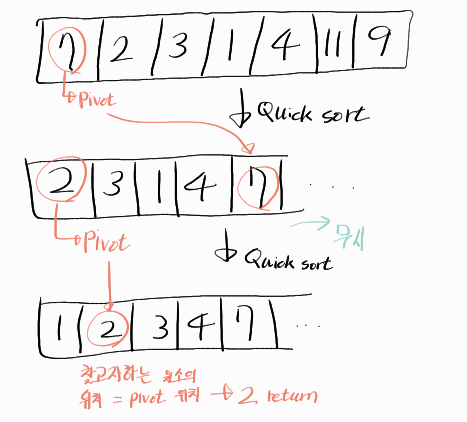 7 2 3 1 4 11 9
Pivot
Quick sort
2 3 1 4 7 . . .
Pivot
무시
Quick sort
1 2 3 4 7 ...
찾고자하는 원소의
위치 = pivot 위치 → 2 return